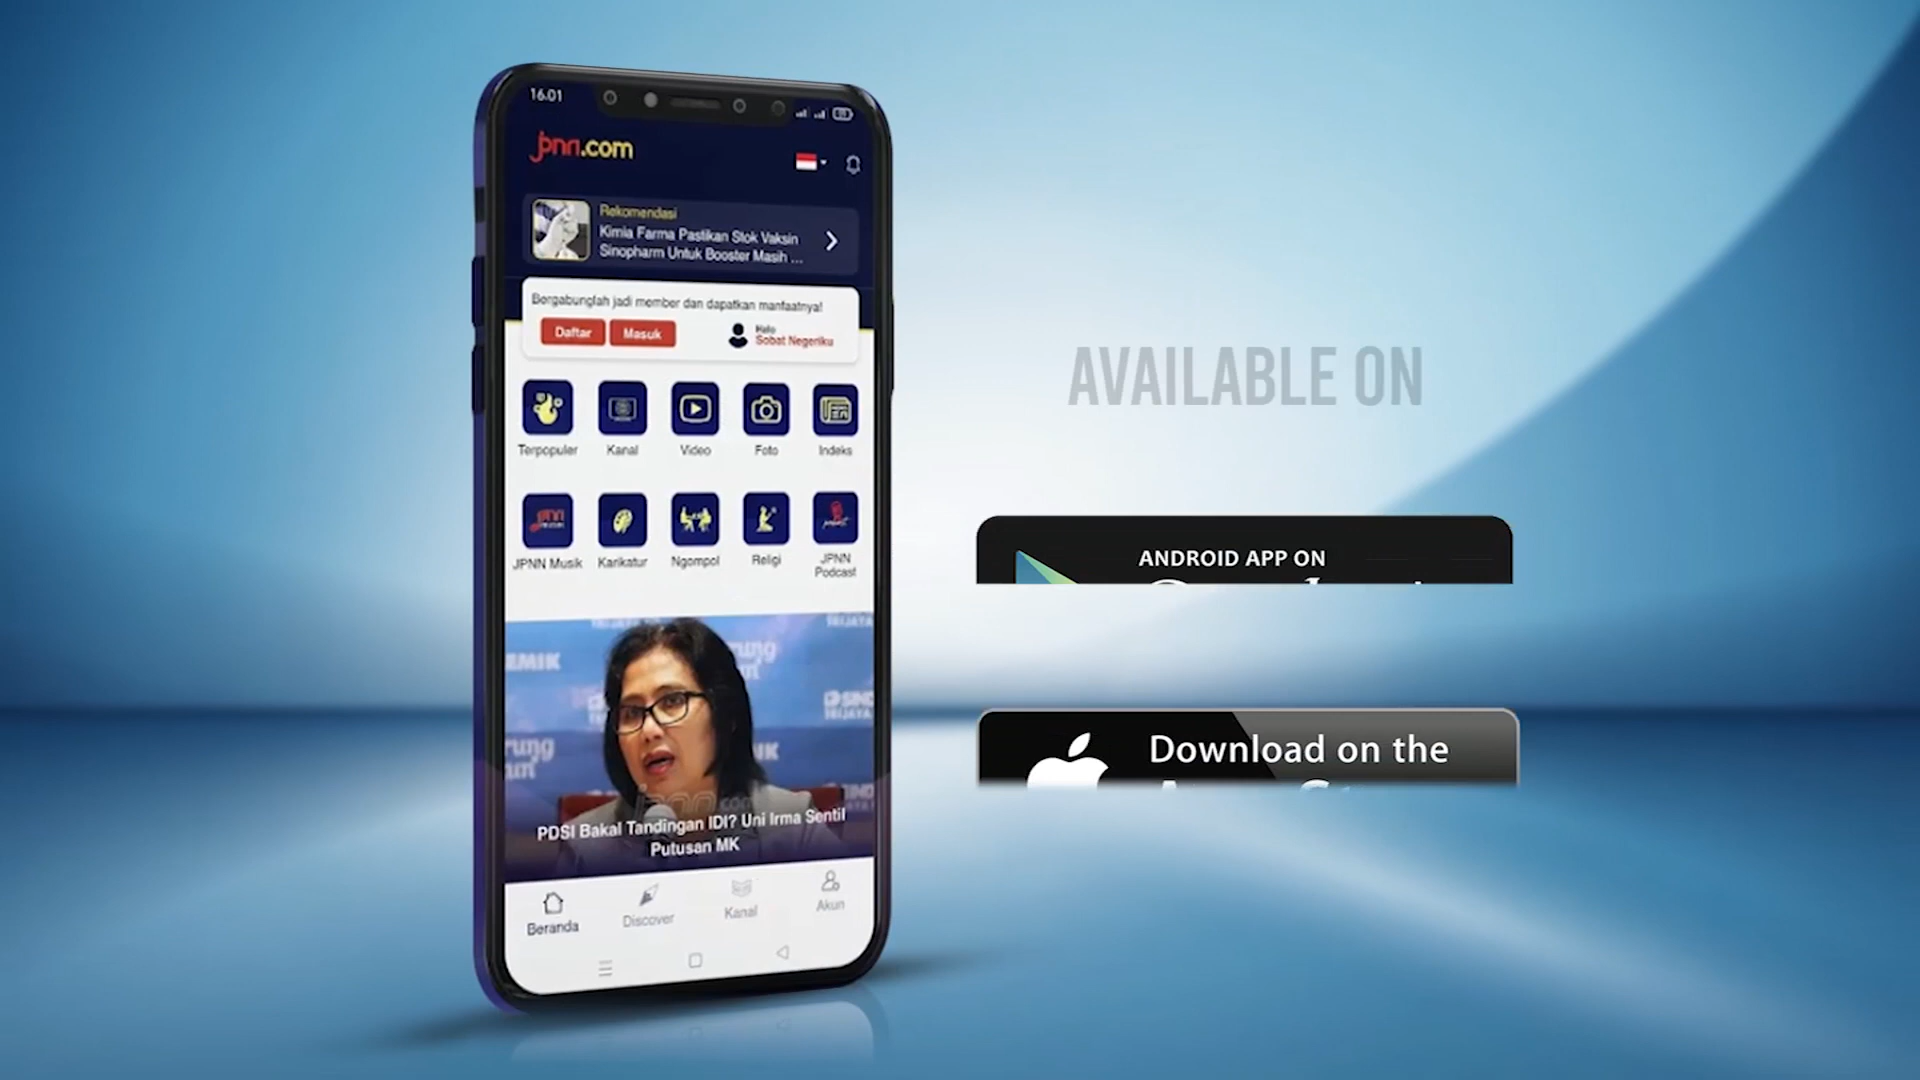 16.01
jpnn.com
Rekomendasi
Kimia Farma Pastikan Stok Vaksin
Sinopharm Untuk Booster Masih ...
Bergabunglah jadi member dan dapatkan manfaatnya!
Daftar
Masuk
Halo
Sobat Negeriku
Terpopuler
Kanal
Video
Foto
Indeks
JPNN Musik
Karikatur
Ngompol
Religi
JPNN
Podcast
PDSI Bakal Tandingan IDI? Uni Irma Sentil
Putusan MK
Beranda
Discover
Kanal
Akun
AVAILABLE ON
ANDROID APP ON
Download on the